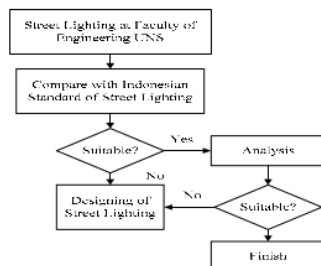 Street Lighting at Faculty of
Engineering UNS
Compare with Indonesian
Standard of Street Lighting
Suitable?
Yes
Analysis
No
Designing of
Street Lighting
No
Suitable?
Finish